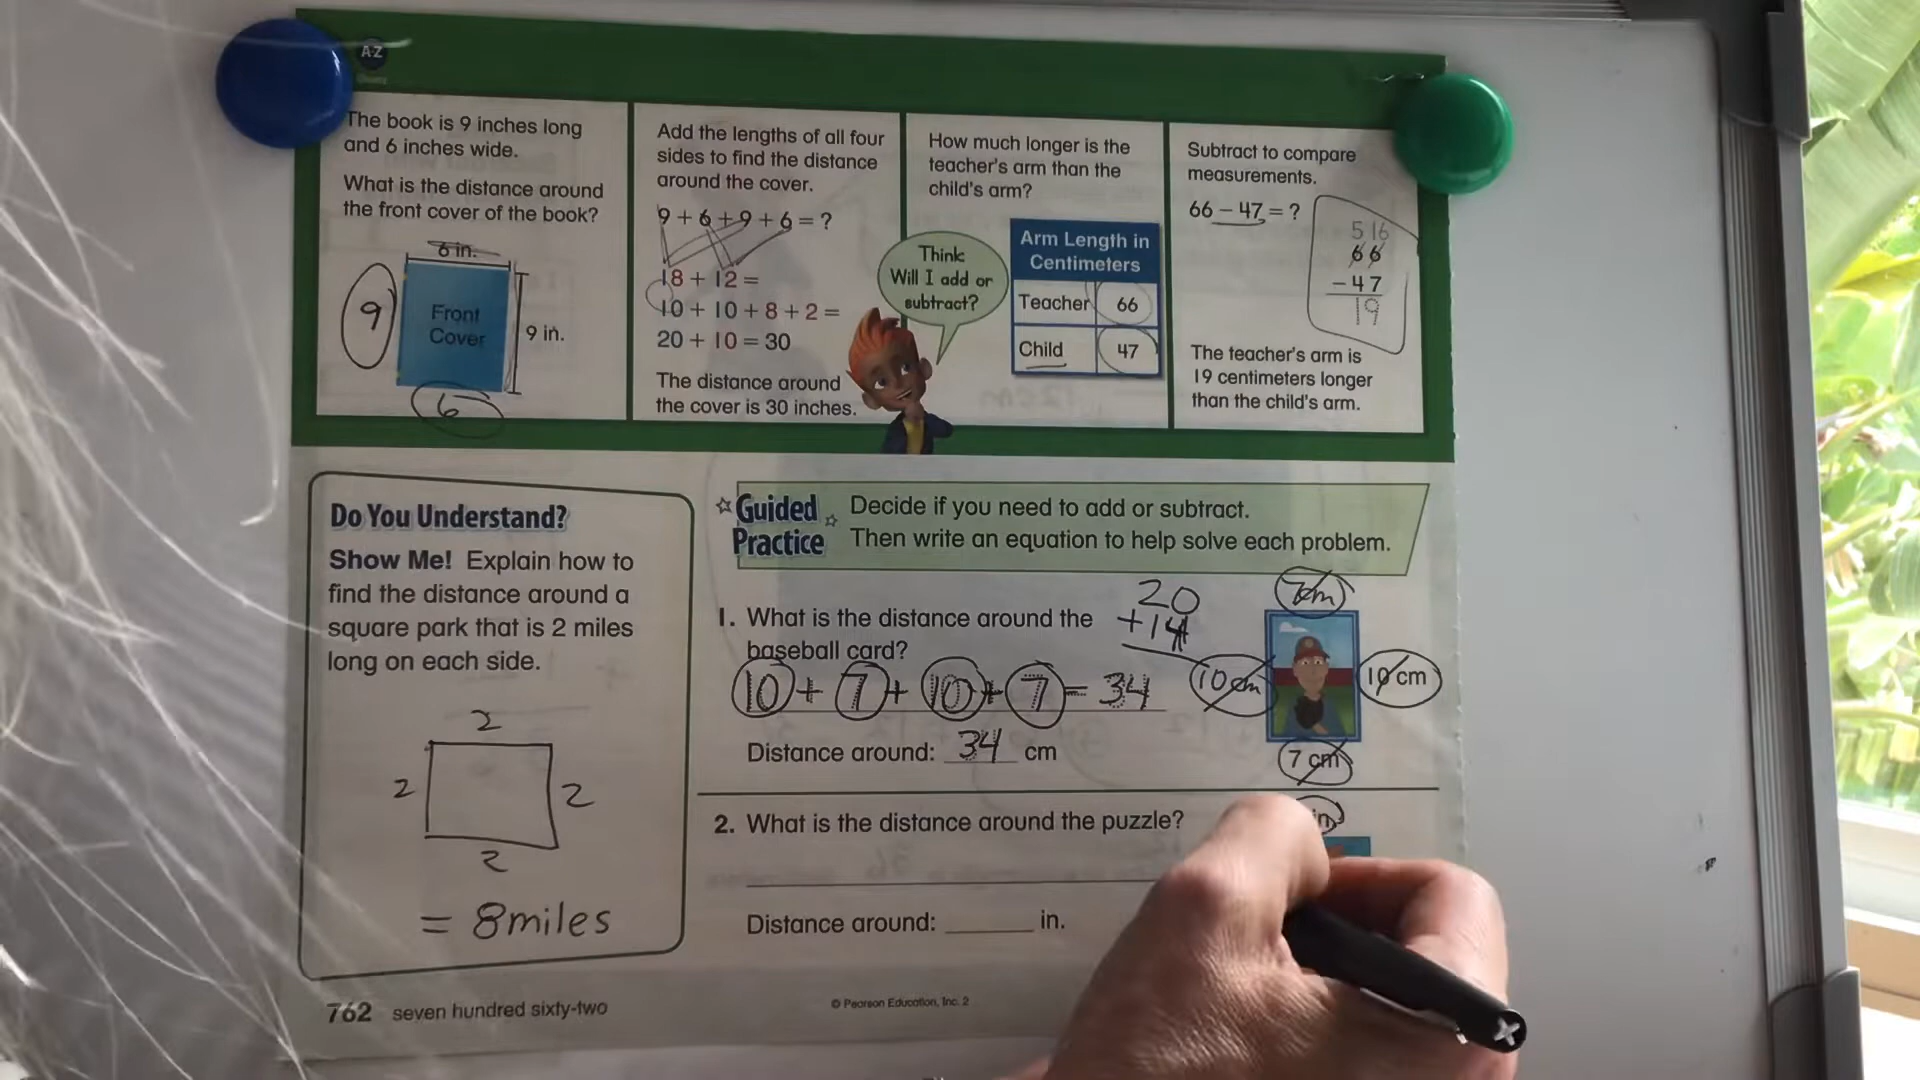 A-Z
The book is 9 inches long
and 6 inches wide.
What is the distance around
the front cover of the book?
6 in.
9
Front
Cover
9 in.
6
Add the lengths of all four
sides to find the distance
around the cover.
9 + 6 + 9 + 6 = ?
18 + 12 =
10 + 10 + 8 + 2 =
20 + 10 = 30
The distance around
the cover is 30 inches.
How much longer is the
teacher's arm than the
child's arm?
Think
Will I add or
subtract?
Arm Length in
Centimeters
Teacher 66
Child 47
Subtract to compare
measurements.
66 – 47 = ?
5 16
66
- 47
19
The teacher's arm is
19 centimeters longer
than the child's arm.
Do You Understand?
Show Me! Explain how to
find the distance around a
square park that is 2 miles
long on each side.
2
2
2
2
= 8 miles
Guided
Practice
Decide if you need to add or subtract.
Then write an equation to help solve each problem.
1. What is the distance around the
baseball card?
20
+14
10 + 7 + 10 + 7 = 34
Distance around: 34 cm
7cm
10cm
10 cm
7 cm
2. What is the distance around the puzzle?
in
Distance around: ______ in.
762 seven hundred sixty-two
© Pearson Education, Inc. 2